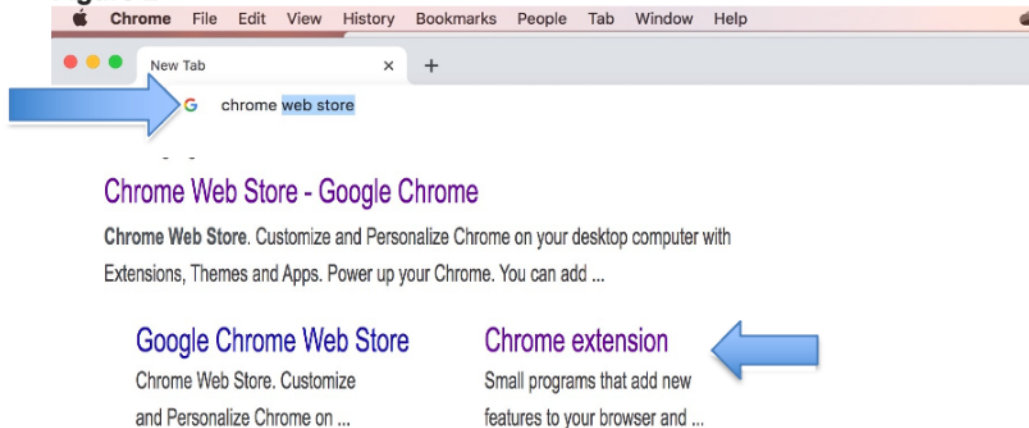 Chrome File Edit View History Bookmarks People Tab Window Help
New Tab × +
chrome web store
Chrome Web Store - Google Chrome
Chrome Web Store. Customize and Personalize Chrome on your desktop computer with
Extensions, Themes and Apps. Power up your Chrome. You can add ...
Google Chrome Web Store
Chrome Web Store. Customize
and Personalize Chrome on ...
Chrome extension
Small programs that add new
features to your browser and ...